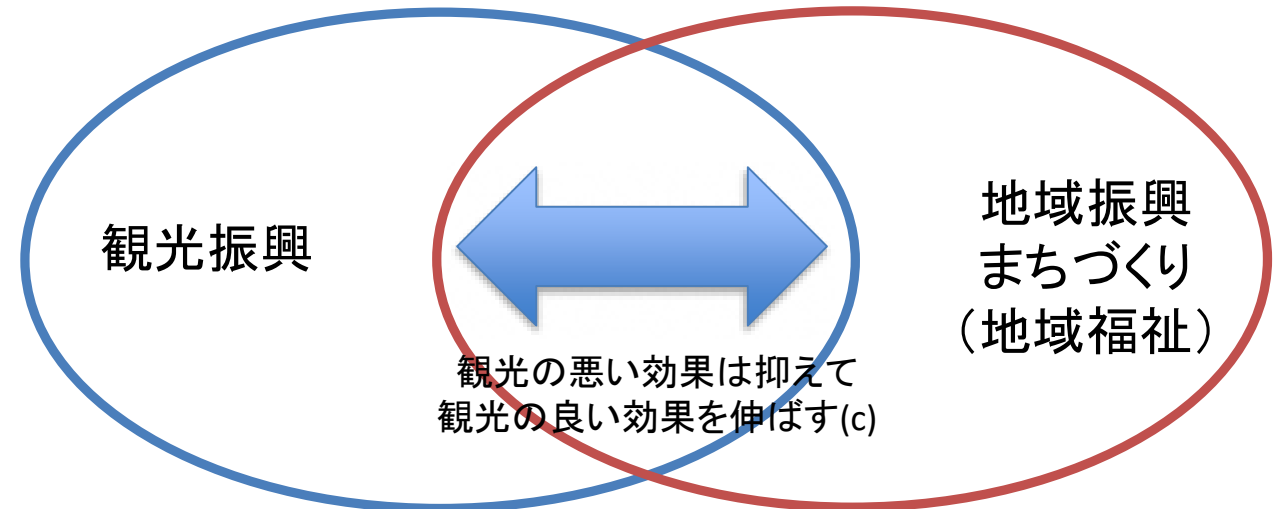 観光振興
地域振興
まちづくり
（地域福祉）
観光の悪い効果は抑えて
観光の良い効果を伸ばす(c)